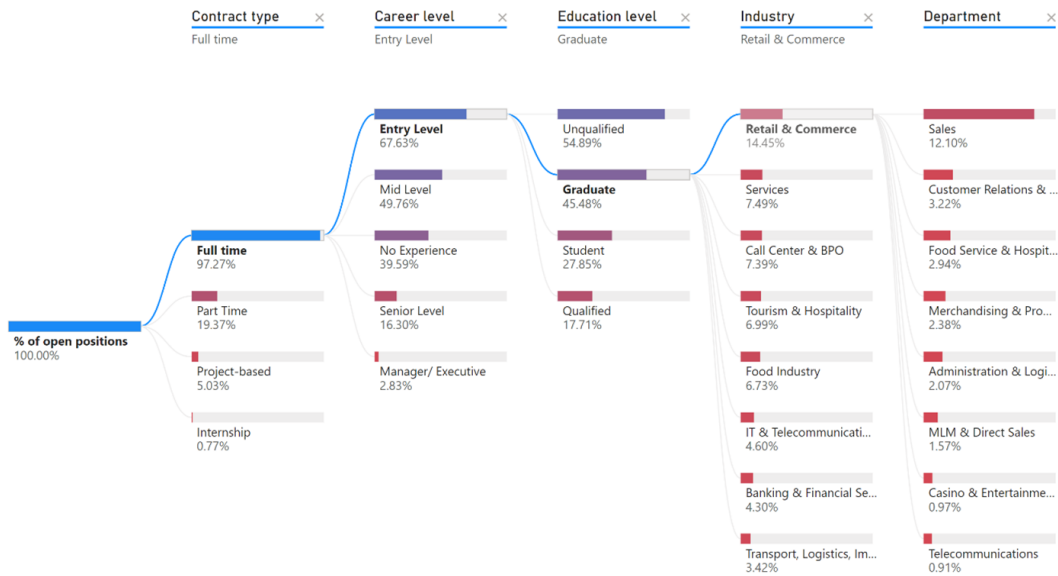 Contract type
Full time
Career level
Entry Level
Education level
Graduate
Industry
Retail & Commerce
Department
% of open positions
100.00%
Full time
97.27%
Part Time
19.37%
Project-based
5.03%
Internship
0.77%
Entry Level
67.63%
Mid Level
49.76%
No Experience
39.59%
Senior Level
16.30%
Manager/ Executive
2.83%
Unqualified
54.89%
Graduate
45.48%
Student
27.85%
Qualified
17.71%
Retail & Commerce
14.45%
Services
7.49%
Call Center & BPO
7.39%
Tourism & Hospitality
6.99%
Food Industry
6.73%
IT & Telecommunicati...
4.60%
Banking & Financial Se...
4.30%
Transport, Logistics, Im...
3.42%
Sales
12.10%
Customer Relations & ...
3.22%
Food Service & Hospit...
2.94%
Merchandising & Pro...
2.38%
Administration & Logi...
2.07%
MLM & Direct Sales
1.57%
Casino & Entertainme...
0.97%
Telecommunications
0.91%